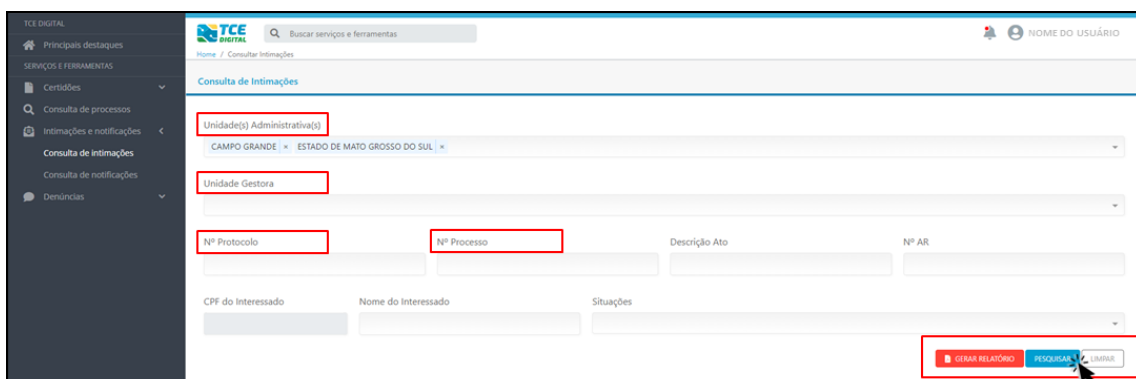 TCE DIGITAL
Principais destaques
SERVIÇOS E FERRAMENTAS
Certidões
Consulta de processos
Intimações e notificações
Consulta de intimações
Consulta de notificações
Denúncias
TCE
DIGITAL
Buscar serviços e ferramentas
NOME DO USUÁRIO
Home / Consultar Intimações
Consulta de Intimações
Unidade(s) Administrativa(s)
CAMPO GRANDE × ESTADO DE MATO GROSSO DO SUL ×
Unidade Gestora
Nº Protocolo Nº Processo Descrição Ato Nº AR
CPF do Interessado Nome do Interessado Situações
GERAR RELATÓRIO PESQUISAR LIMPAR